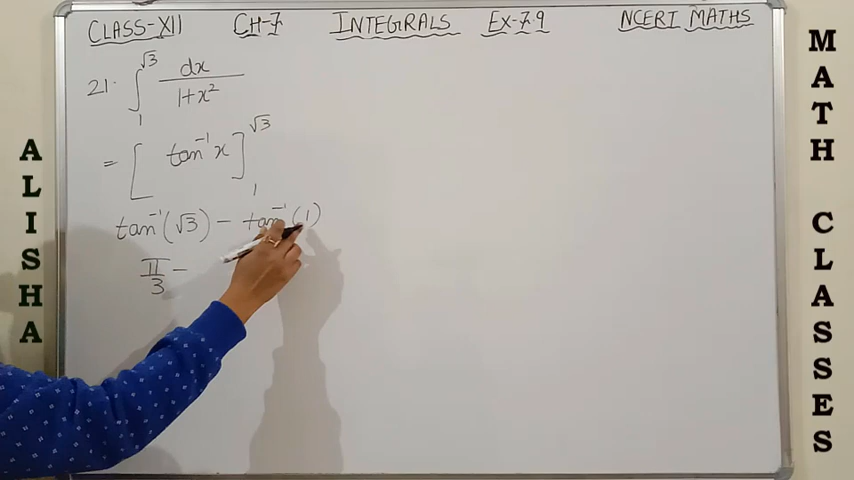 CLASS-XII CH-7 INTEGRALS EX-7.9 NCERT MATHS
21. ∫₁^√3 dx/(1+x²)
= [tan⁻¹x]₁^√3
tan⁻¹(√3) - tan⁻¹(1)
π/3 -
ALISHA
MATH CLASSES